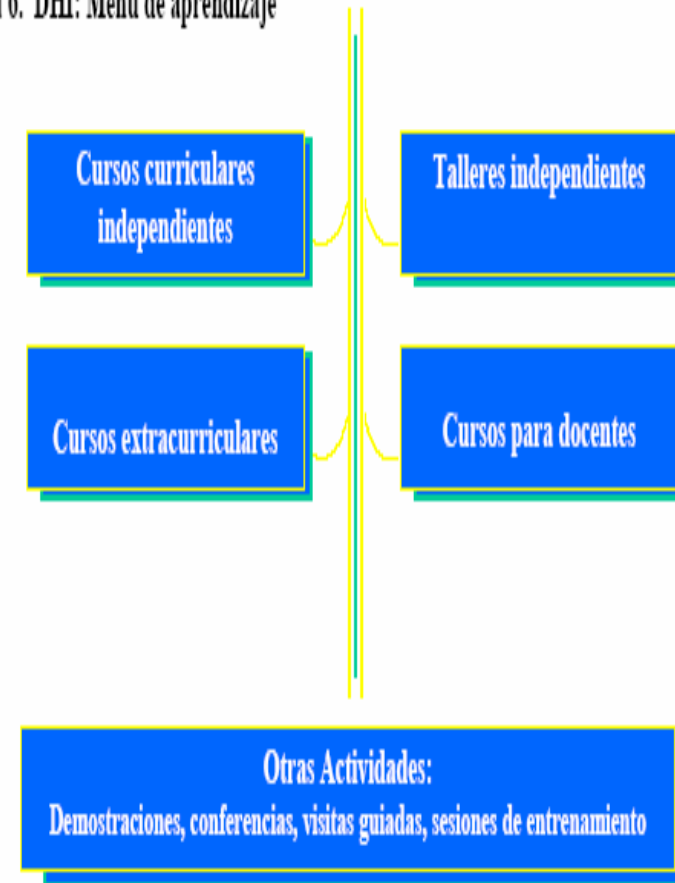 6. DHI: Menú de aprendizaje
Cursos curriculares
independientes
Talleres independientes
Cursos extracurriculares
Cursos para docentes
Otras Actividades:
Demostraciones, conferencias, visitas guiadas, sesiones de entrenamiento